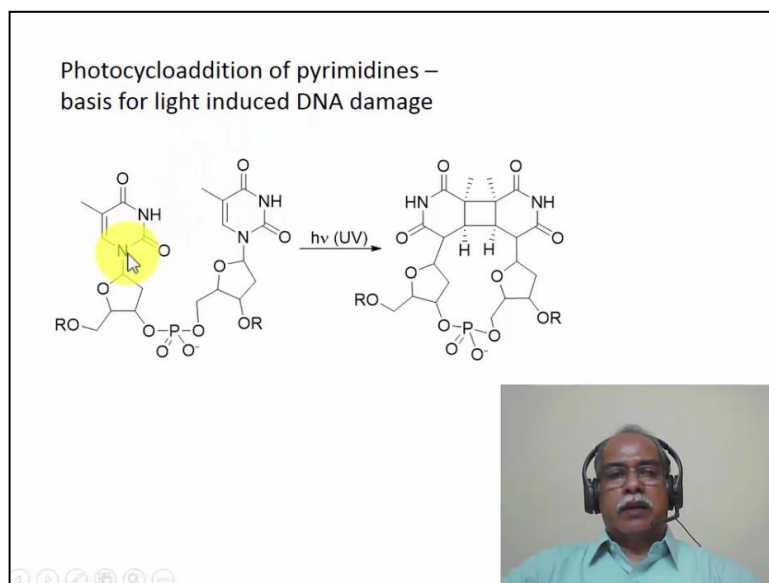 Photocycloaddition of pyrimidines –
basis for light induced DNA damage
O
NH
N
O
O
RO
O
P
O
O
O-
O
NH
N
O
O
OR
hν (UV)
O
HN
O
O
NH
O
H
H
O
RO
O
P
O
O
O-
O
OR